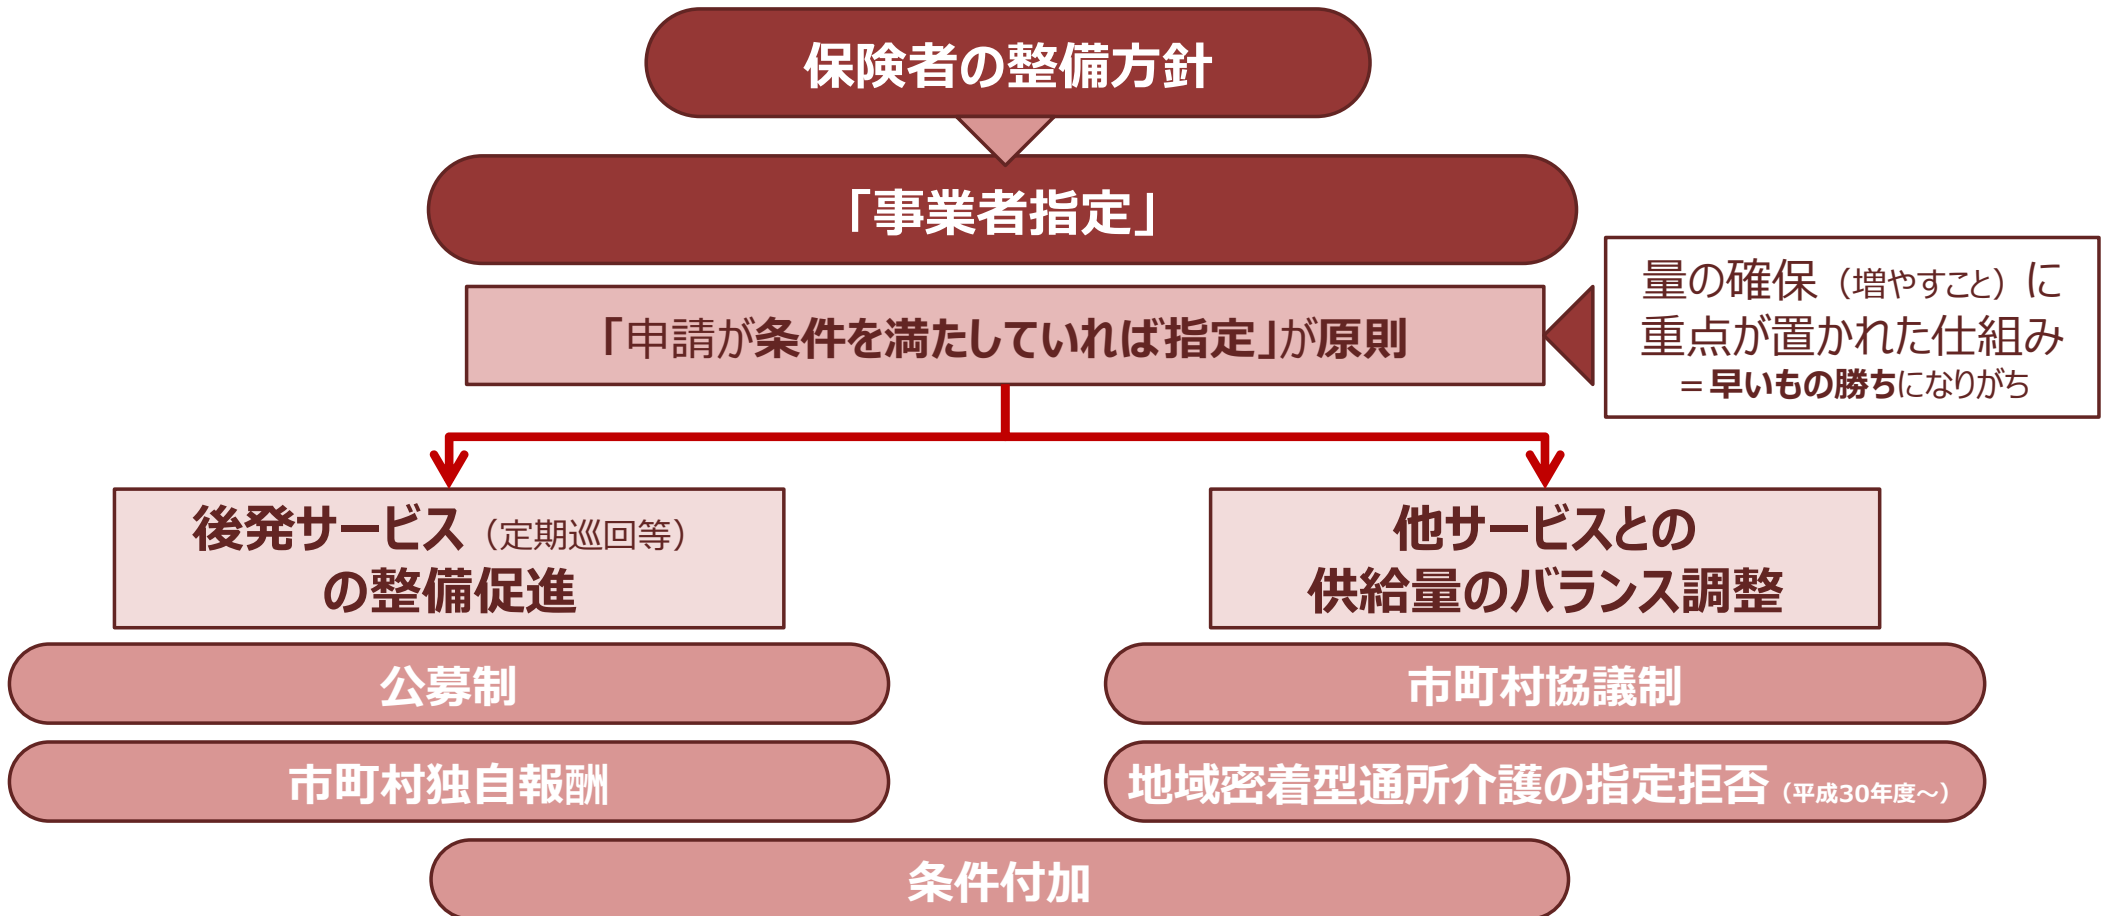 保険者の整備方針
「事業者指定」
「申請が条件を満たしていれば指定」が原則
量の確保（増やすこと）に
重点が置かれた仕組み
＝早いもの勝ちになりがち
後発サービス（定期巡回等）
の整備促進
他サービスとの
供給量のバランス調整
公募制
市町村協議制
市町村独自報酬
地域密着型通所介護の指定拒否（平成30年度～）
条件付加